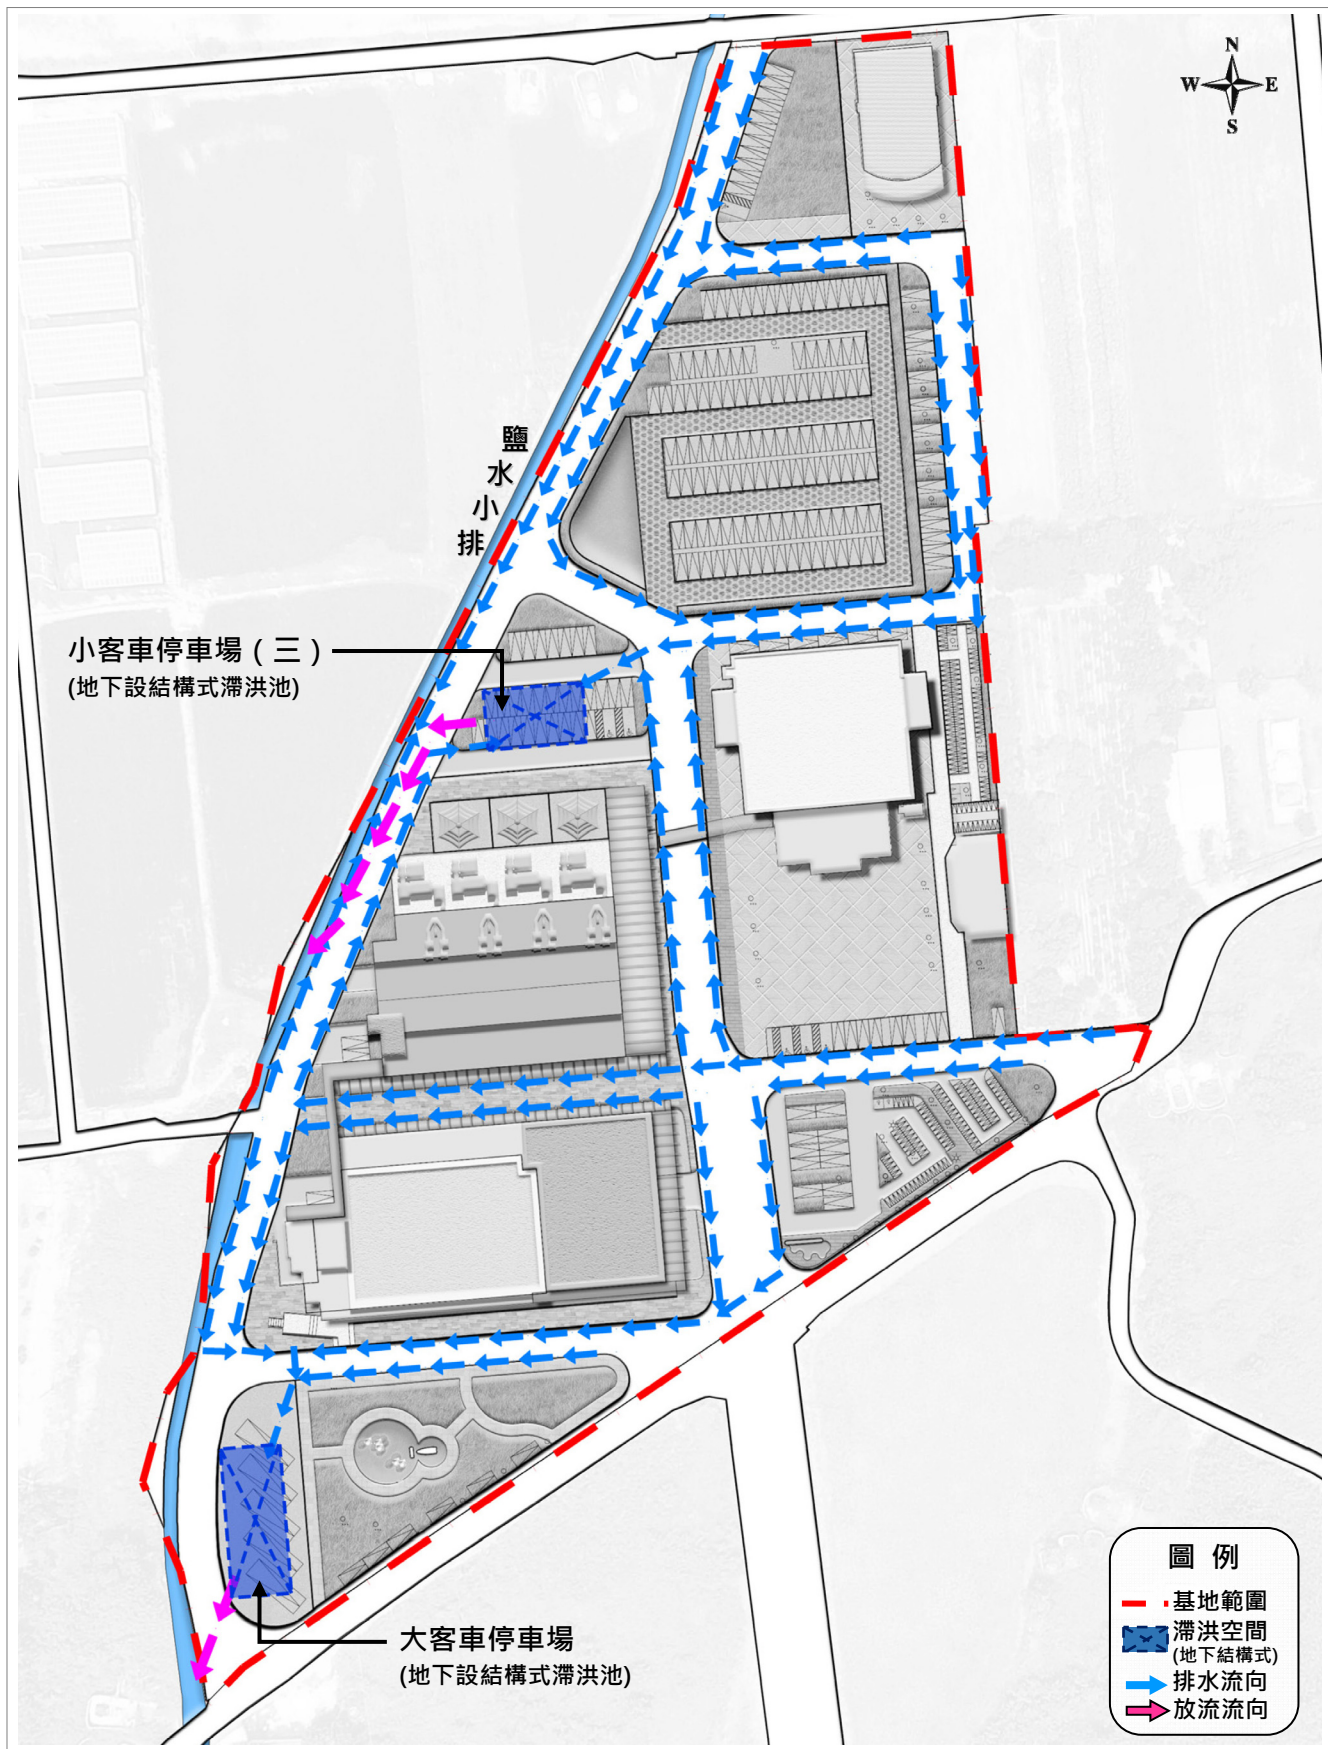 N
W E
S
鹽
水
小
排
小客車停車場(三)
(地下設結構式滯洪池)
大客車停車場
(地下設結構式滯洪池)
圖 例
基地範圍
滯洪空間
(地下結構式)
排水流向
放流流向